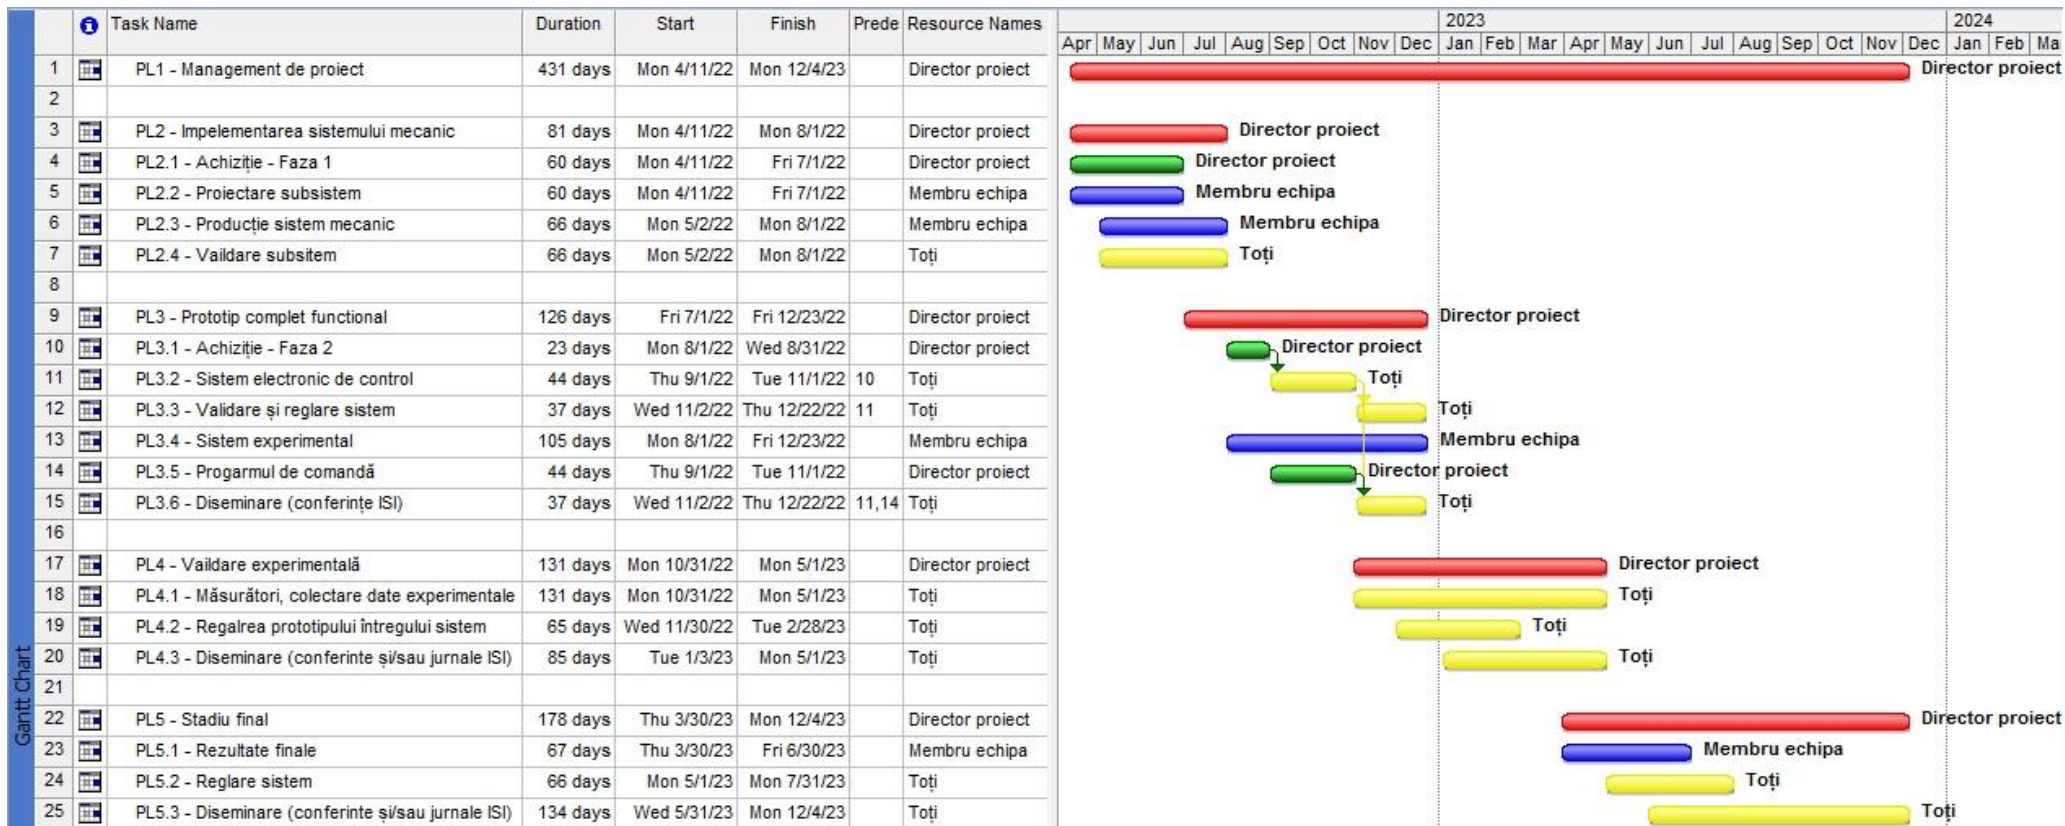 Task Name Duration Start Finish Prede Resource Names
2023 2024
Apr May Jun Jul Aug Sep Oct Nov Dec Jan Feb Mar Apr May Jun Jul Aug Sep Oct Nov Dec Jan Feb Ma
1 PL1 - Management de proiect 431 days Mon 4/11/22 Mon 12/4/23 Director proiect Director proiect
2
3 PL2 - Impelementarea sistemului mecanic 81 days Mon 4/11/22 Mon 8/1/22 Director proiect Director proiect
4 PL2.1 - Achiziție - Faza 1 60 days Mon 4/11/22 Fri 7/1/22 Director proiect Director proiect
5 PL2.2 - Proiectare subsistem 60 days Mon 4/11/22 Fri 7/1/22 Membru echipa Membru echipa
6 PL2.3 - Producție sistem mecanic 66 days Mon 5/2/22 Mon 8/1/22 Membru echipa Membru echipa
7 PL2.4 - Vaildare subsitem 66 days Mon 5/2/22 Mon 8/1/22 Toți Toți
8
9 PL3 - Prototip complet functional 126 days Fri 7/1/22 Fri 12/23/22 Director proiect Director proiect
10 PL3.1 - Achiziție - Faza 2 23 days Mon 8/1/22 Wed 8/31/22 Director proiect Director proiect
11 PL3.2 - Sistem electronic de control 44 days Thu 9/1/22 Tue 11/1/22 10 Toți Toți
12 PL3.3 - Validare și reglare sistem 37 days Wed 11/2/22 Thu 12/22/22 11 Toți Toți
13 PL3.4 - Sistem experimental 105 days Mon 8/1/22 Fri 12/23/22 Membru echipa Membru echipa
14 PL3.5 - Progarmul de comandă 44 days Thu 9/1/22 Tue 11/1/22 Director proiect Director proiect
15 PL3.6 - Diseminare (conferințe ISI) 37 days Wed 11/2/22 Thu 12/22/22 11,14 Toți Toți
16
17 PL4 - Vaildare experimentală 131 days Mon 10/31/22 Mon 5/1/23 Director proiect Director proiect
18 PL4.1 - Măsurători, colectare date experimentale 131 days Mon 10/31/22 Mon 5/1/23 Toți Toți
19 PL4.2 - Regalrea prototipului întregului sistem 65 days Wed 11/30/22 Tue 2/28/23 Toți Toți
20 PL4.3 - Diseminare (conferinte și/sau jurnale ISI) 85 days Tue 1/3/23 Mon 5/1/23 Toți Toți
21
22 PL5 - Stadiu final 178 days Thu 3/30/23 Mon 12/4/23 Director proiect Director proiect
23 PL5.1 - Rezultate finale 67 days Thu 3/30/23 Fri 6/30/23 Membru echipa Membru echipa
24 PL5.2 - Reglare sistem 66 days Mon 5/1/23 Mon 7/31/23 Toți Toți
25 PL5.3 - Diseminare (conferinte și/sau jurnale ISI) 134 days Wed 5/31/23 Mon 12/4/23 Toți Toți
Gantt Chart